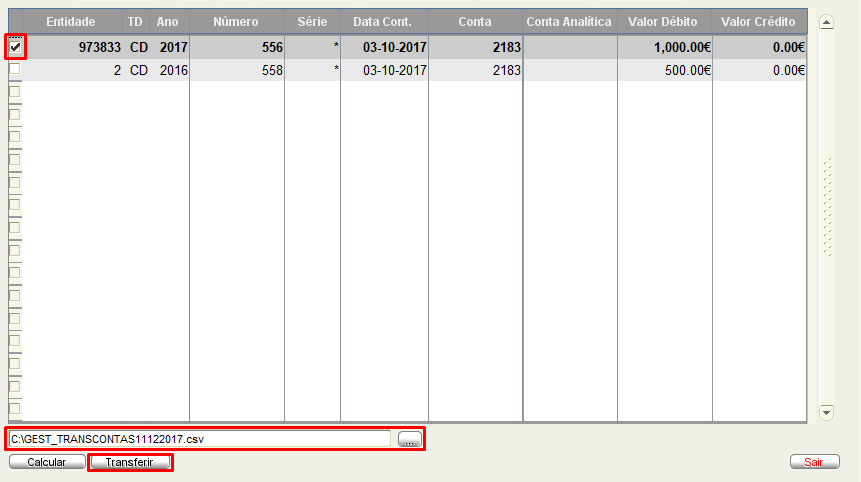 Entidade TD Ano Número Série Data Cont. Conta Conta Analítica Valor Débito Valor Crédito
973833 CD 2017 556 * 03-10-2017 2183 1,000.00€ 0.00€
2 CD 2016 558 * 03-10-2017 2183 500.00€ 0.00€
C:\GEST_TRANSCONTAS11122017.csv ...
Calcular Transferir Sair